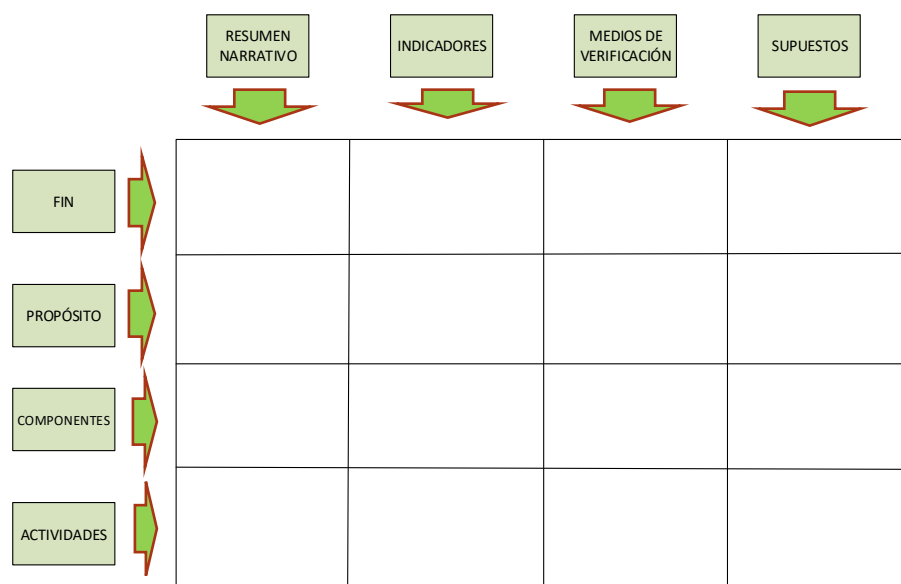 RESUMEN
NARRATIVO
INDICADORES
MEDIOS DE
VERIFICACIÓN
SUPUESTOS
FIN
PROPÓSITO
COMPONENTES
ACTIVIDADES